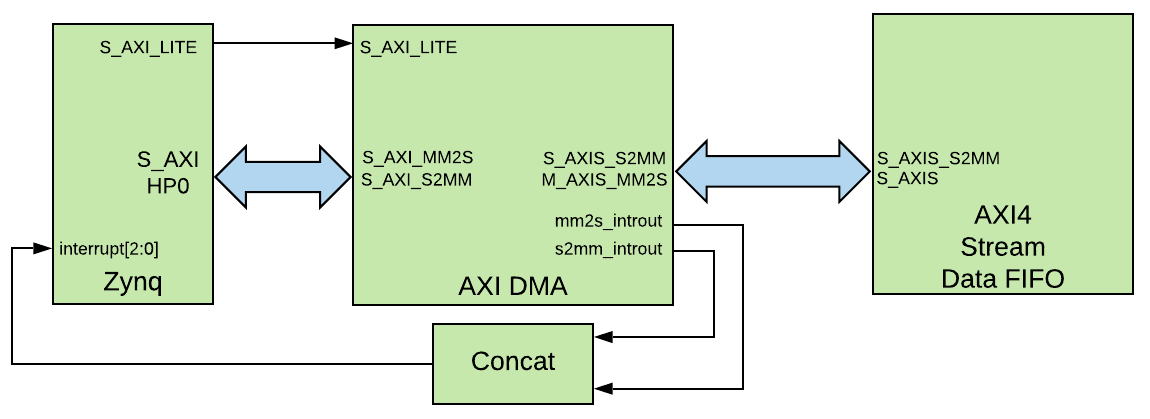 S_AXI_LITE
S_AXI
HP0
interrupt[2:0]
Zynq
S_AXI_LITE
S_AXI_MM2S
S_AXI_S2MM
S_AXIS_S2MM
M_AXIS_MM2S
mm2s_introut
s2mm_introut
AXI DMA
S_AXIS_S2MM
S_AXIS
AXI4
Stream
Data FIFO
Concat